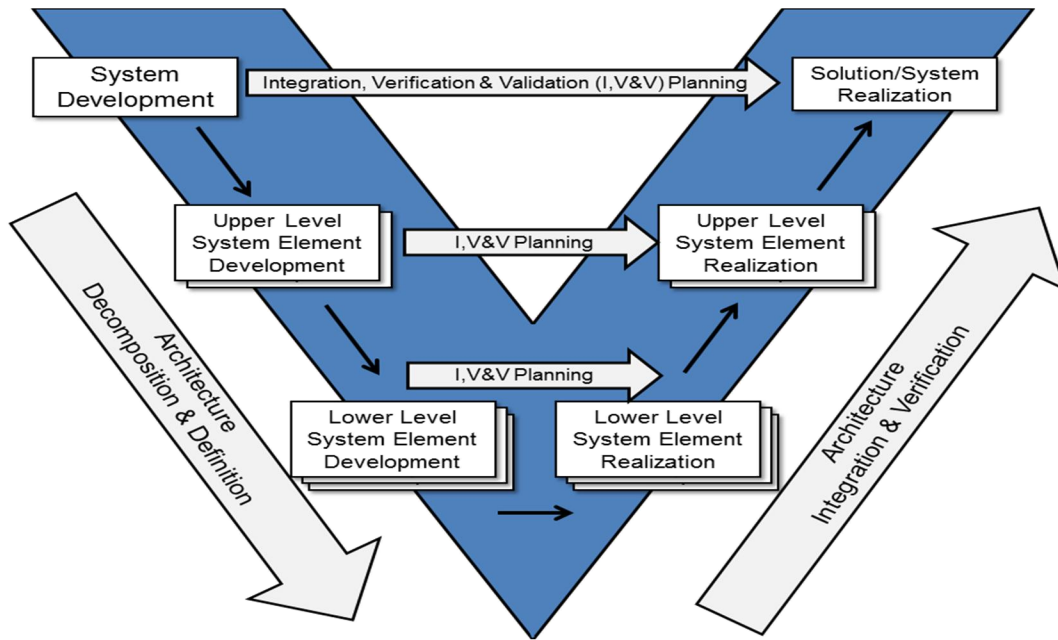 System
Development
Integration, Verification & Validation (I,V&V) Planning
Solution/System
Realization
Upper Level
System Element
Development
I,V&V Planning
Upper Level
System Element
Realization
Architecture
Decomposition & Definition
I,V&V Planning
Lower Level
System Element
Development
Lower Level
System Element
Realization
Architecture
Integration & Verification